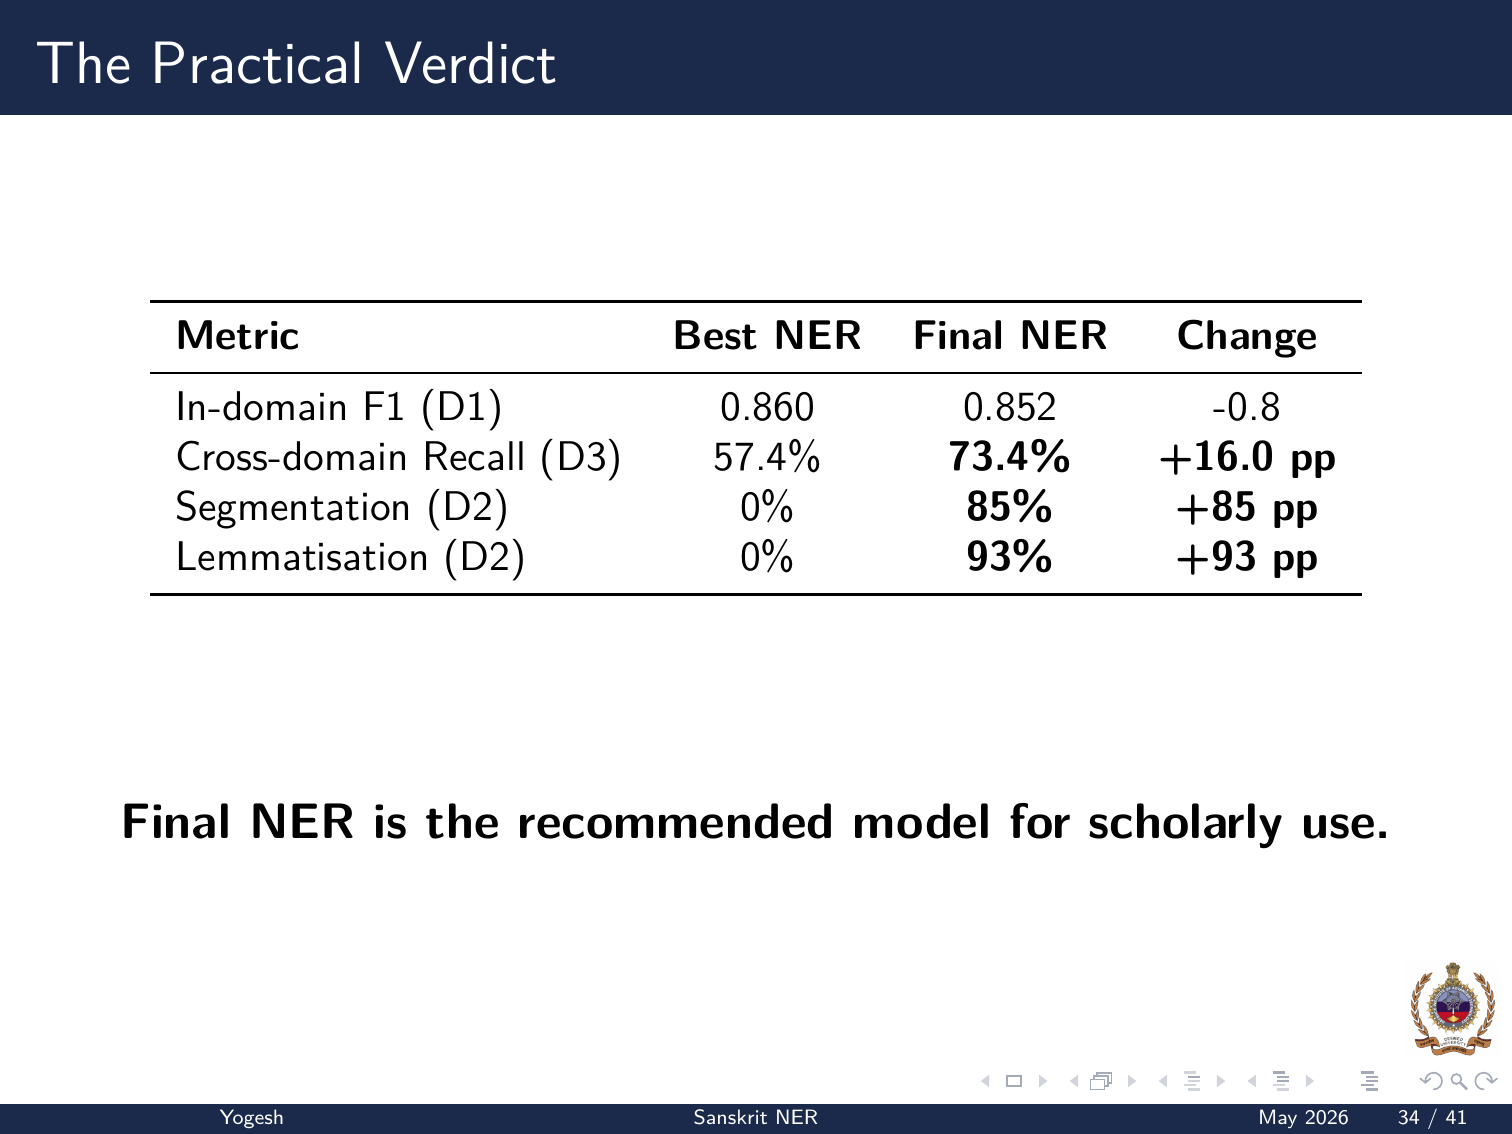 The Practical Verdict
Metric Best NER Final NER Change
In-domain F1 (D1) 0.860 0.852 -0.8
Cross-domain Recall (D3) 57.4% 73.4% +16.0 pp
Segmentation (D2) 0% 85% +85 pp
Lemmatisation (D2) 0% 93% +93 pp
Final NER is the recommended model for scholarly use.
Yogesh Sanskrit NER May 2026 34 / 41